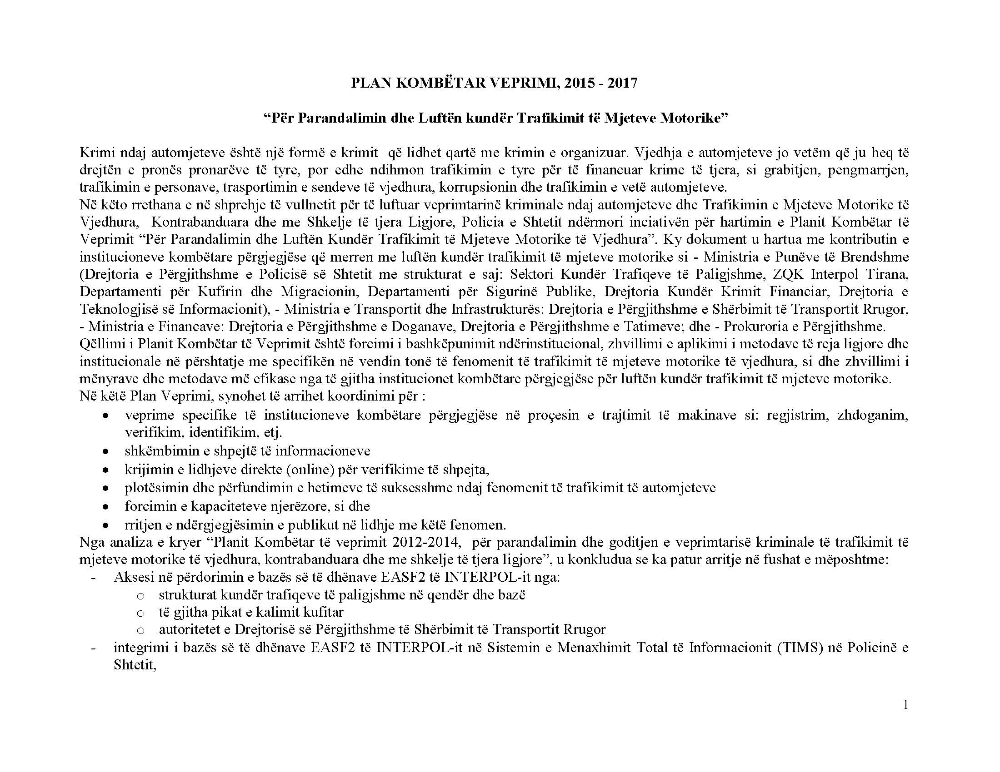 PLAN KOMBËTAR VEPRIMI, 2015 - 2017
“Për Parandalimin dhe Luftën kundër Trafikimit të Mjeteve Motorike”
Krimi ndaj automjeteve është një formë e krimit që lidhet qartë me krimin e organizuar. Vjedhja e automjeteve jo vetëm që ju heq të
drejtën e pronës pronarëve të tyre, por edhe ndihmon trafikimin e tyre për të financuar krime të tjera, si grabitjen, pengmarrjen,
trafikimin e personave, trasportimin e sendeve të vjedhura, korrupsionin dhe trafikimin e vetë automjeteve.
Në këto rrethana e në shprehje të vullnetit për të luftuar veprimtarinë kriminale ndaj automjeteve dhe Trafikimin e Mjeteve Motorike të
Vjedhura, Kontrabanduara dhe me Shkelje të tjera Ligjore, Policia e Shtetit ndërmori inciativën për hartimin e Planit Kombëtar të
Veprimit “Për Parandalimin dhe Luftën Kundër Trafikimit të Mjeteve Motorike të Vjedhura”. Ky dokument u hartua me kontributin e
institucioneve kombëtare përgjegjëse që merren me luftën kundër trafikimit të mjeteve motorike si - Ministria e Punëve të Brendshme
(Drejtoria e Përgjithshme e Policisë së Shtetit me strukturat e saj: Sektori Kundër Trafiqeve të Paligjshme, ZQK Interpol Tirana,
Departamenti për Kufirin dhe Migracionin, Departamenti për Sigurinë Publike, Drejtoria Kundër Krimit Financiar, Drejtoria e
Teknologjisë së Informacionit), - Ministria e Transportit dhe Infrastrukturës: Drejtoria e Përgjithshme e Shërbimit të Transportit Rrugor,
- Ministria e Financave: Drejtoria e Përgjithshme e Doganave, Drejtoria e Përgjithshme e Tatimeve; dhe - Prokuroria e Përgjithshme.
Qëllimi i Planit Kombëtar të Veprimit është forcimi i bashkëpunimit ndërinstitucional, zhvillimi e aplikimi i metodave të reja ligjore dhe
institucionale në përshtatje me specifikën në vendin tonë të fenomenit të trafikimit të mjeteve motorike të vjedhura, si dhe zhvillimi i
mënyrave dhe metodave më efikase nga të gjitha institucionet kombëtare përgjegjëse për luftën kundër trafikimit të mjeteve motorike.
Në këtë Plan Veprimi, synohet të arrihet koordinimi për :
• veprime specifike të institucioneve kombëtare përgjegjëse në proçesin e trajtimit të makinave si: regjistrim, zhdoganim,
verifikim, identifikim, etj.
• shkëmbimin e shpejtë të informacioneve
• krijimin e lidhjeve direkte (online) për verifikime të shpejta,
• plotësimin dhe përfundimin e hetimeve të suksesshme ndaj fenomenit të trafikimit të automjeteve
• forcimin e kapaciteteve njerëzore, si dhe
• rritjen e ndërgjegjësimin e publikut në lidhje me këtë fenomen.
Nga analiza e kryer “Planit Kombëtar të veprimit 2012-2014, për parandalimin dhe goditjen e veprimtarisë kriminale të trafikimit të
mjeteve motorike të vjedhura, kontrabanduara dhe me shkelje të tjera ligjore”, u konkludua se ka patur arritje në fushat e mëposhtme:
- Aksesi në përdorimin e bazës së të dhënave EASF2 të INTERPOL-it nga:
o strukturat kundër trafiqeve të paligjshme në qendër dhe bazë
o të gjitha pikat e kalimit kufitar
o autoritetet e Drejtorisë së Përgjithshme të Shërbimit të Transportit Rrugor
- integrimi i bazës së të dhënave EASF2 të INTERPOL-it në Sistemin e Menaxhimit Total të Informacionit (TIMS) në Policinë e
Shtetit,
1